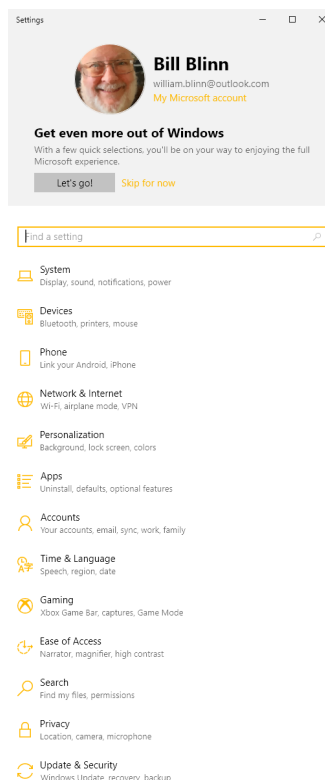 Settings
Bill Blinn
william.blinn@outlook.com
My Microsoft account
Get even more out of Windows
With a few quick selections, you'll be on your way to enjoying the full
Microsoft experience.
Let's go!
Skip for now
Find a setting
System
Display, sound, notifications, power
Devices
Bluetooth, printers, mouse
Phone
Link your Android, iPhone
Network & Internet
Wi-Fi, airplane mode, VPN
Personalization
Background, lock screen, colors
Apps
Uninstall, defaults, optional features
Accounts
Your accounts, email, sync, work, family
Time & Language
Speech, region, date
Gaming
Xbox Game Bar, captures, Game Mode
Ease of Access
Narrator, magnifier, high contrast
Search
Find my files, permissions
Privacy
Location, camera, microphone
Update & Security
Windows Update, recovery, backup